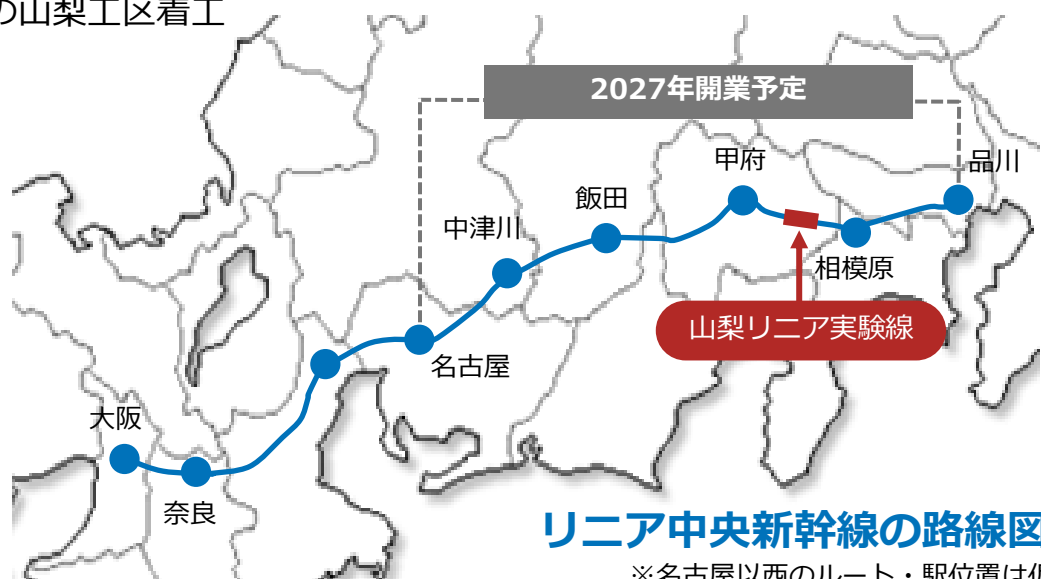 の山梨工区着工
2027年開業予定
品川
甲府
飯田
中津川
相模原
山梨リニア実験線
名古屋
大阪
奈良
リニア中央新幹線の路線図
※名古屋以西のルート・駅位置は